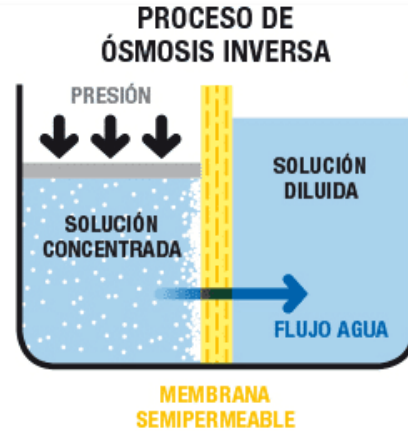 PROCESO DE
ÓSMOSIS INVERSA
PRESIÓN
SOLUCIÓN
CONCENTRADA
SOLUCIÓN
DILUIDA
FLUJO AGUA
MEMBRANA
SEMIPERMEABLE